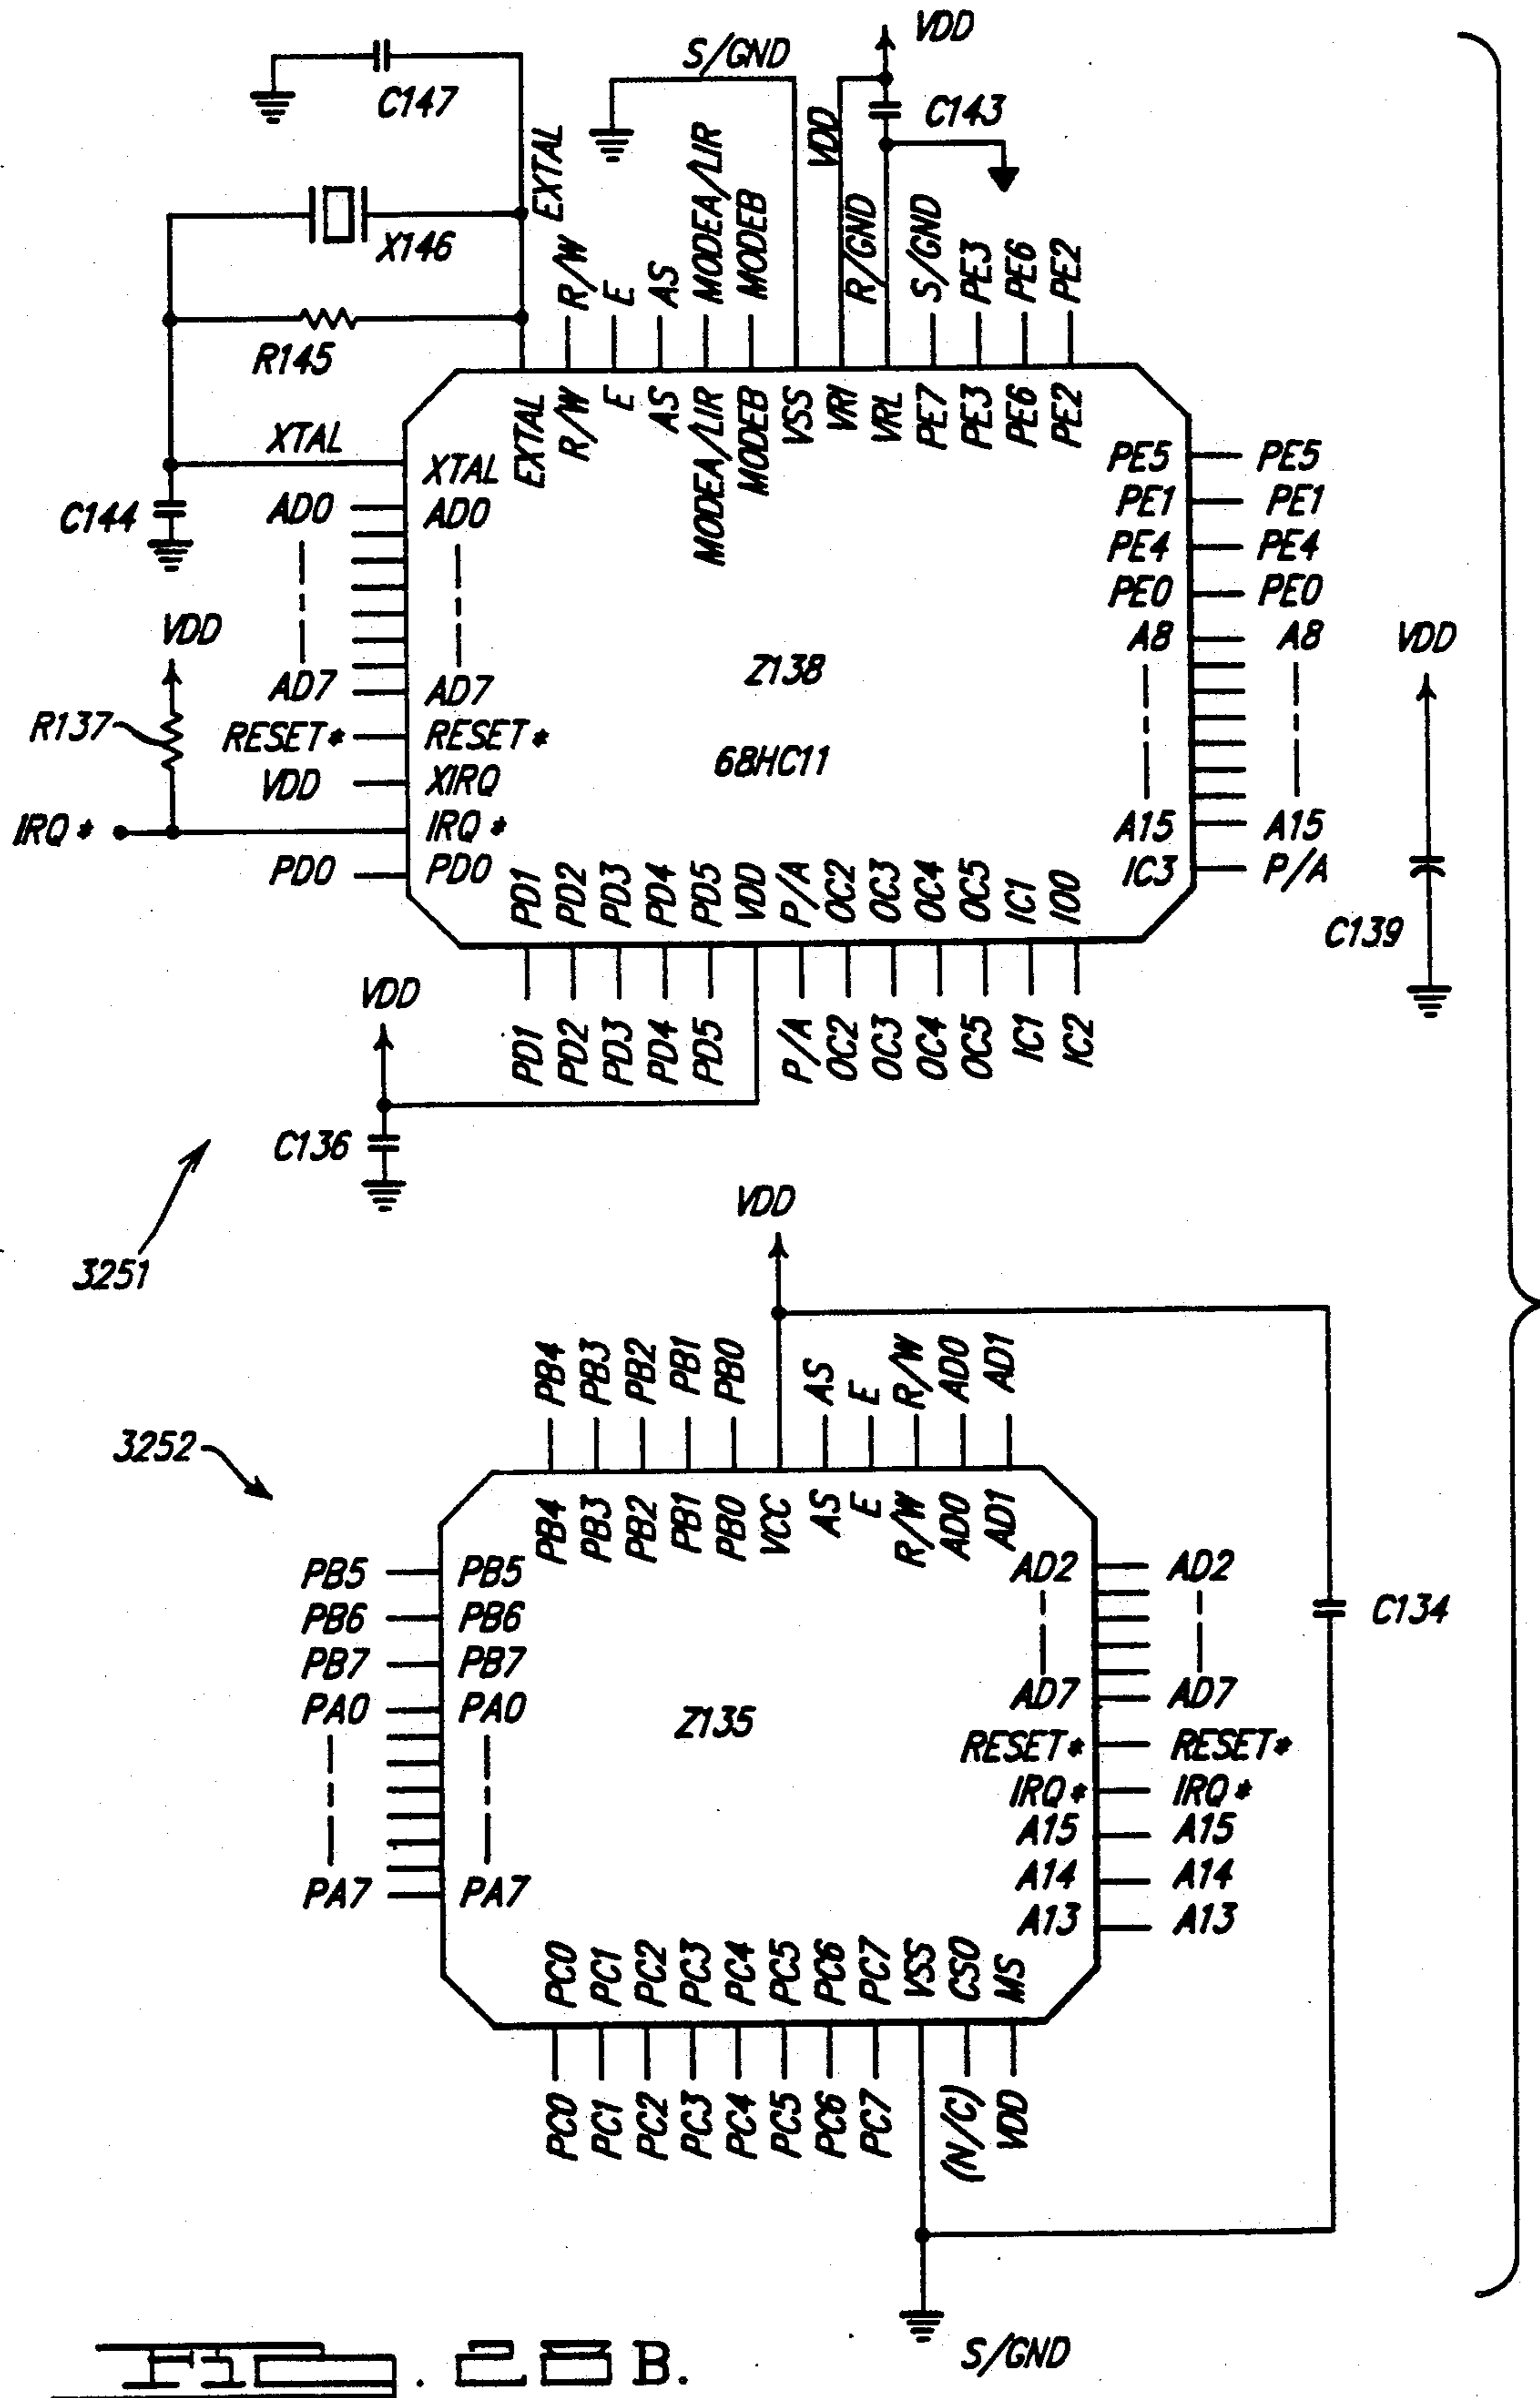 VDD
S/GND
C147
C143
VDD
EXTAL
MODEA/LIR
MODEB
R/GND
S/GND
X146
R/W
E
AS
PE3
PE6
PE2
R145
XTAL
XTAL
EXTAL
R/W
E
AS
MODEA/LIR
MODEB
VSS
VRI
VRL
PE7
PE3
PE6
PE2
PE5 PE5
C144
AD0 AD0
PE1 PE1
PE4 PE4
PE0 PE0
VDD
A8 A8
VDD
Z138
AD7 AD7
R137
RESET* RESET*
68HC11
VDD XIRQ
IRQ* IRQ*
A15 A15
PD0 PD0
IC3 P/A
PD1
PD2
PD3
PD4
PD5
VDD
P/A
OC2
OC3
OC4
OC5
IC1
IO0
C139
VDD
PD1
PD2
PD3
PD4
PD5
P/A
OC2
OC3
OC4
OC5
IC1
IC2
C136
VDD
3251
PB4
PB3
PB2
PB1
PB0
AS
E
R/W
AD0
AD1
3252
PB4
PB3
PB2
PB1
PB0
VCC
AS
E
R/W
AD0
AD1
PB5 PB5
AD2 AD2
PB6 PB6
C134
PB7 PB7
PA0 PA0
Z135
AD7 AD7
RESET* RESET*
IRQ* IRQ*
A15 A15
PA7 PA7
A14 A14
A13 A13
PC0
PC1
PC2
PC3
PC4
PC5
PC6
PC7
VSS
CSO
MS
PC0
PC1
PC2
PC3
PC4
PC5
PC6
PC7
(N/C)
VDD
S/GND
FIG. 28B.